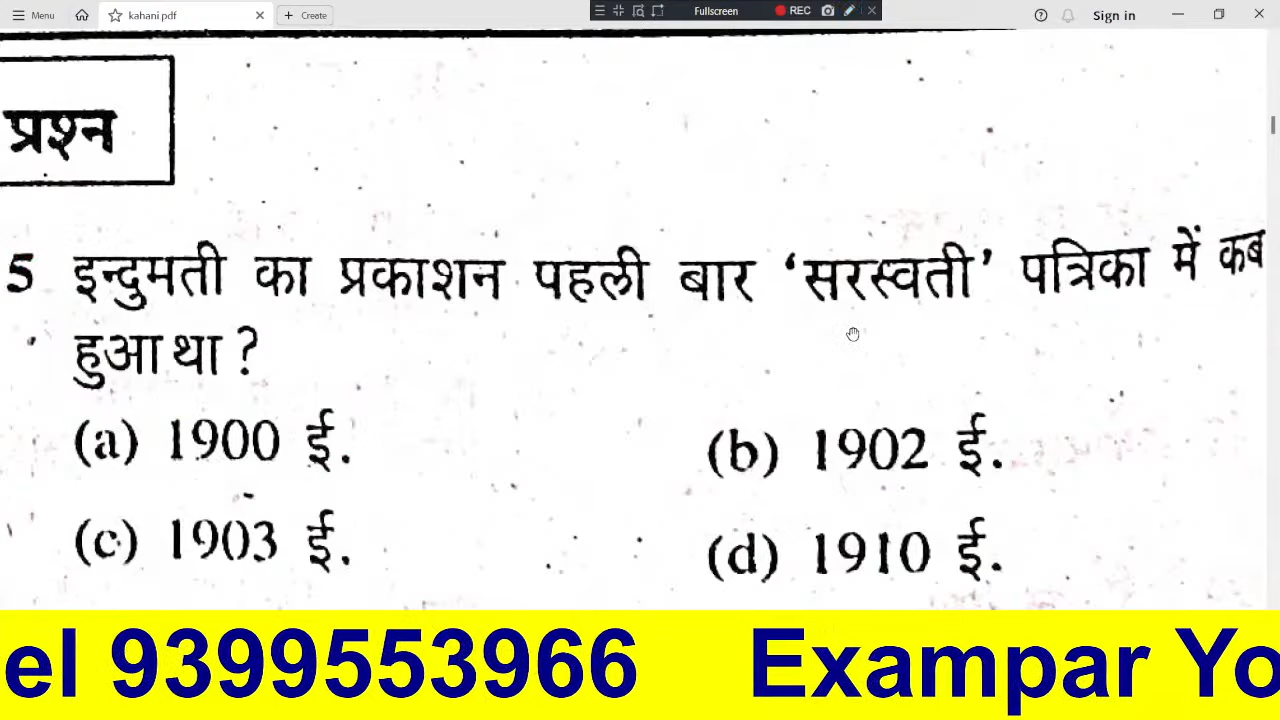 Menu kahani pdf Create Fullscreen REC Sign in
प्रश्न
5 इन्दुमती का प्रकाशन पहली बार ‘सरस्वती’ पत्रिका में कब
हुआ था ?
(a) 1900 ई. (b) 1902 ई.
(c) 1903 ई. (d) 1910 ई.
el 9399553966 Exampar Yo